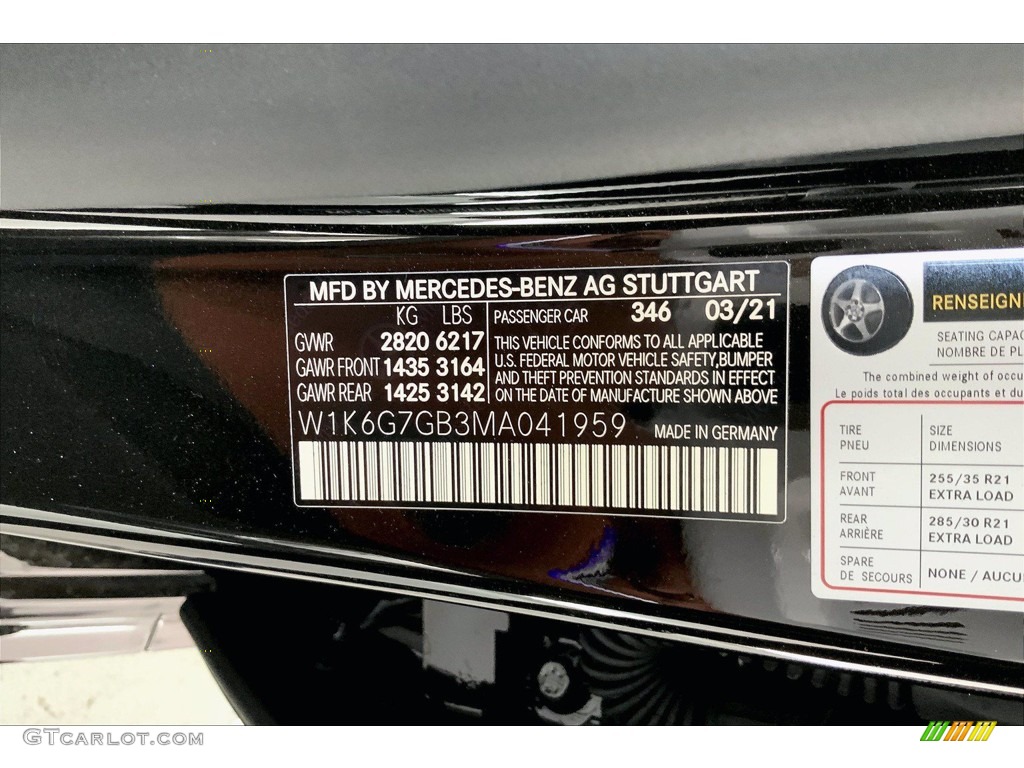 MFD BY MERCEDES-BENZ AG STUTTGART
KG LBS PASSENGER CAR 346 03/21
GVWR 2820 6217
GAWR FRONT 1435 3164
GAWR REAR 1425 3142
THIS VEHICLE CONFORMS TO ALL APPLICABLE
U.S. FEDERAL MOTOR VEHICLE SAFETY,BUMPER
AND THEFT PREVENTION STANDARDS IN EFFECT
ON THE DATE OF MANUFACTURE SHOWN ABOVE
W1K6G7GB3MA041959 MADE IN GERMANY
RENSEIGN
SEATING CAPAC
NOMBRE DE PL
The combined weight of occu
Le poids total des occupants et du
TIRE SIZE
PNEU DIMENSIONS
FRONT 255/35 R21
AVANT EXTRA LOAD
REAR 285/30 R21
ARRIÈRE EXTRA LOAD
SPARE
DE SECOURS NONE / AUCU
GTCARLOT.COM